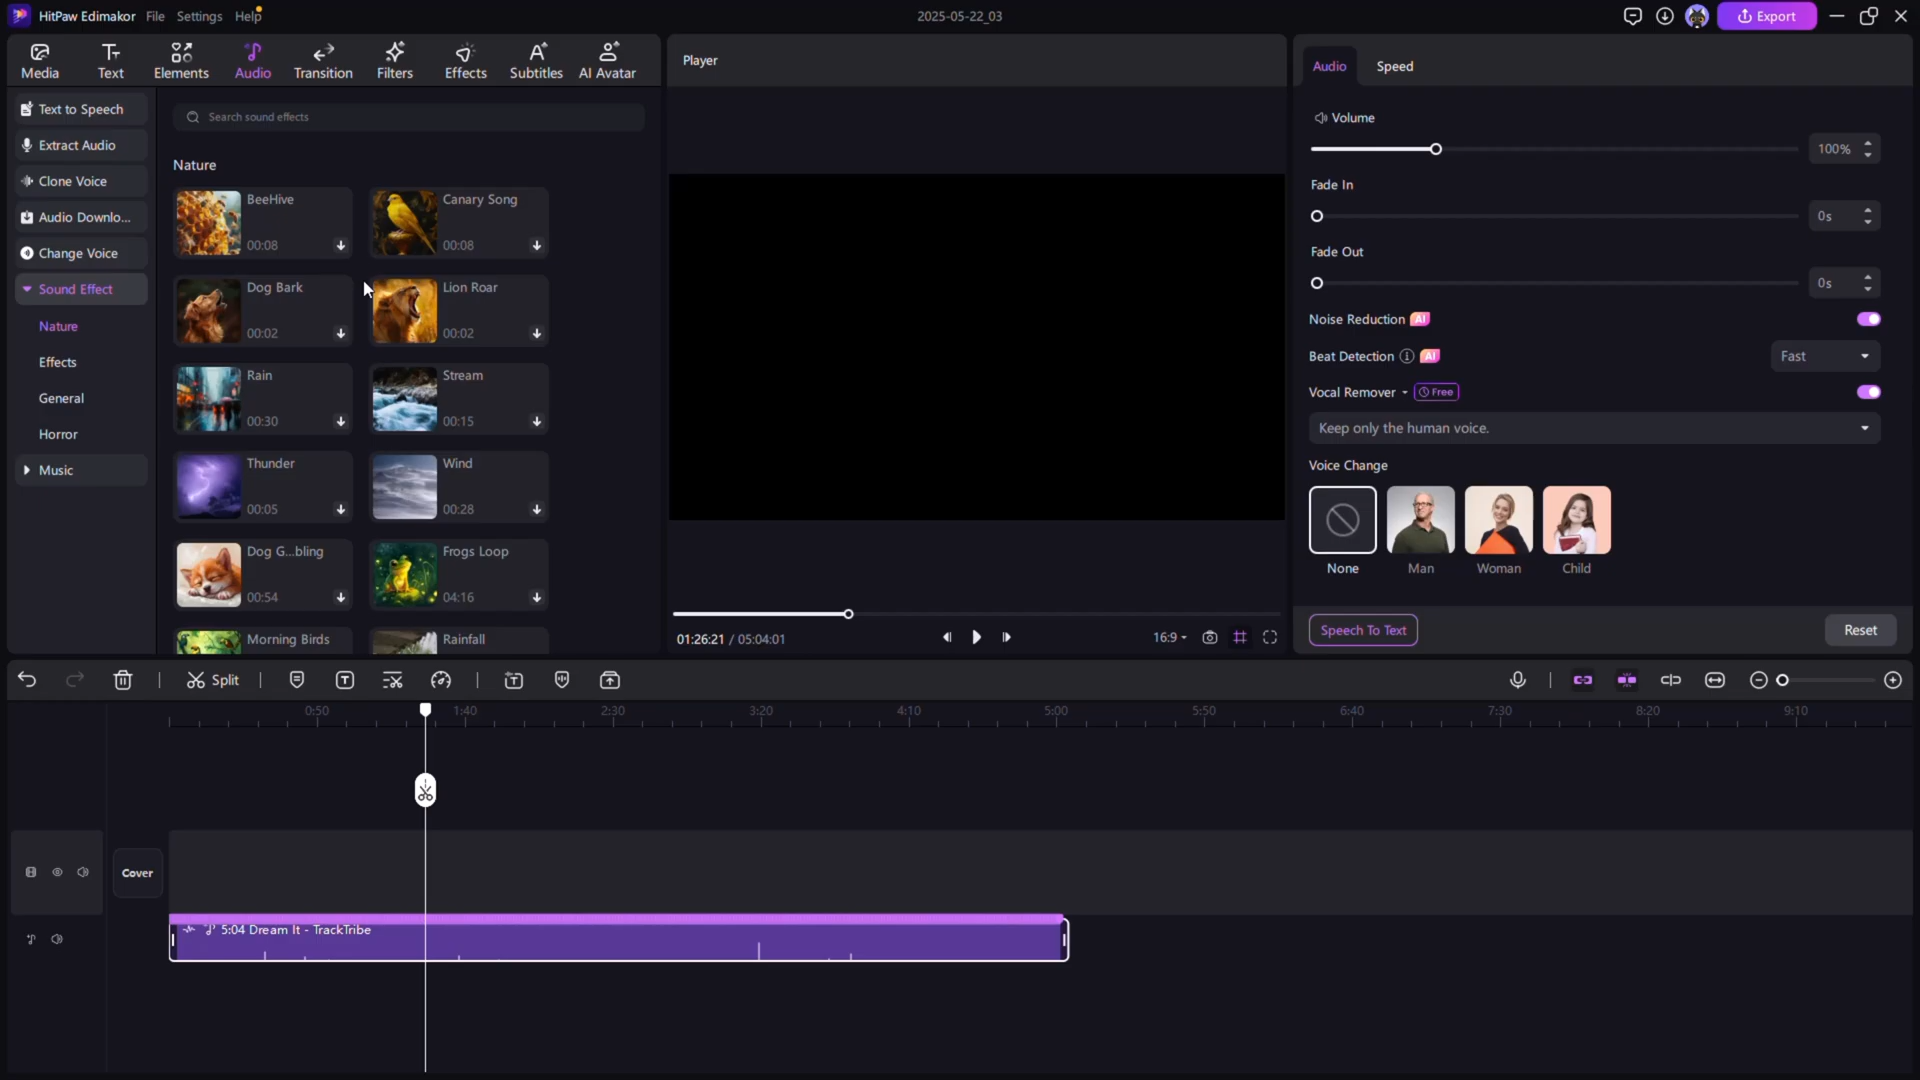 HitPaw Edimakor File Settings Help
2025-05-22_03
Export
Media Text Elements Audio Transition Filters Effects Subtitles AI Avatar
Text to Speech
Extract Audio
Clone Voice
Audio Downlo...
Change Voice
Sound Effect
Nature
Effects
General
Horror
Music
Search sound effects
Nature
BeeHive
00:08
Canary Song
00:08
Dog Bark
00:02
Lion Roar
00:02
Rain
00:30
Stream
00:15
Thunder
00:05
Wind
00:28
Dog G...bling
00:54
Frogs Loop
04:16
Morning Birds
Rainfall
Player
01:26:21 / 05:04:01
16:9
Audio Speed
Volume
100%
Fade In
0s
Fade Out
0s
Noise Reduction AI
Beat Detection AI
Fast
Vocal Remover Free
Keep only the human voice.
Voice Change
None Man Woman Child
Speech To Text
Reset
Split
0:50 1:40 2:30 3:20 4:10 5:00 5:50 6:40 7:30 8:20 9:10
Cover
5:04 Dream It - TrackTribe